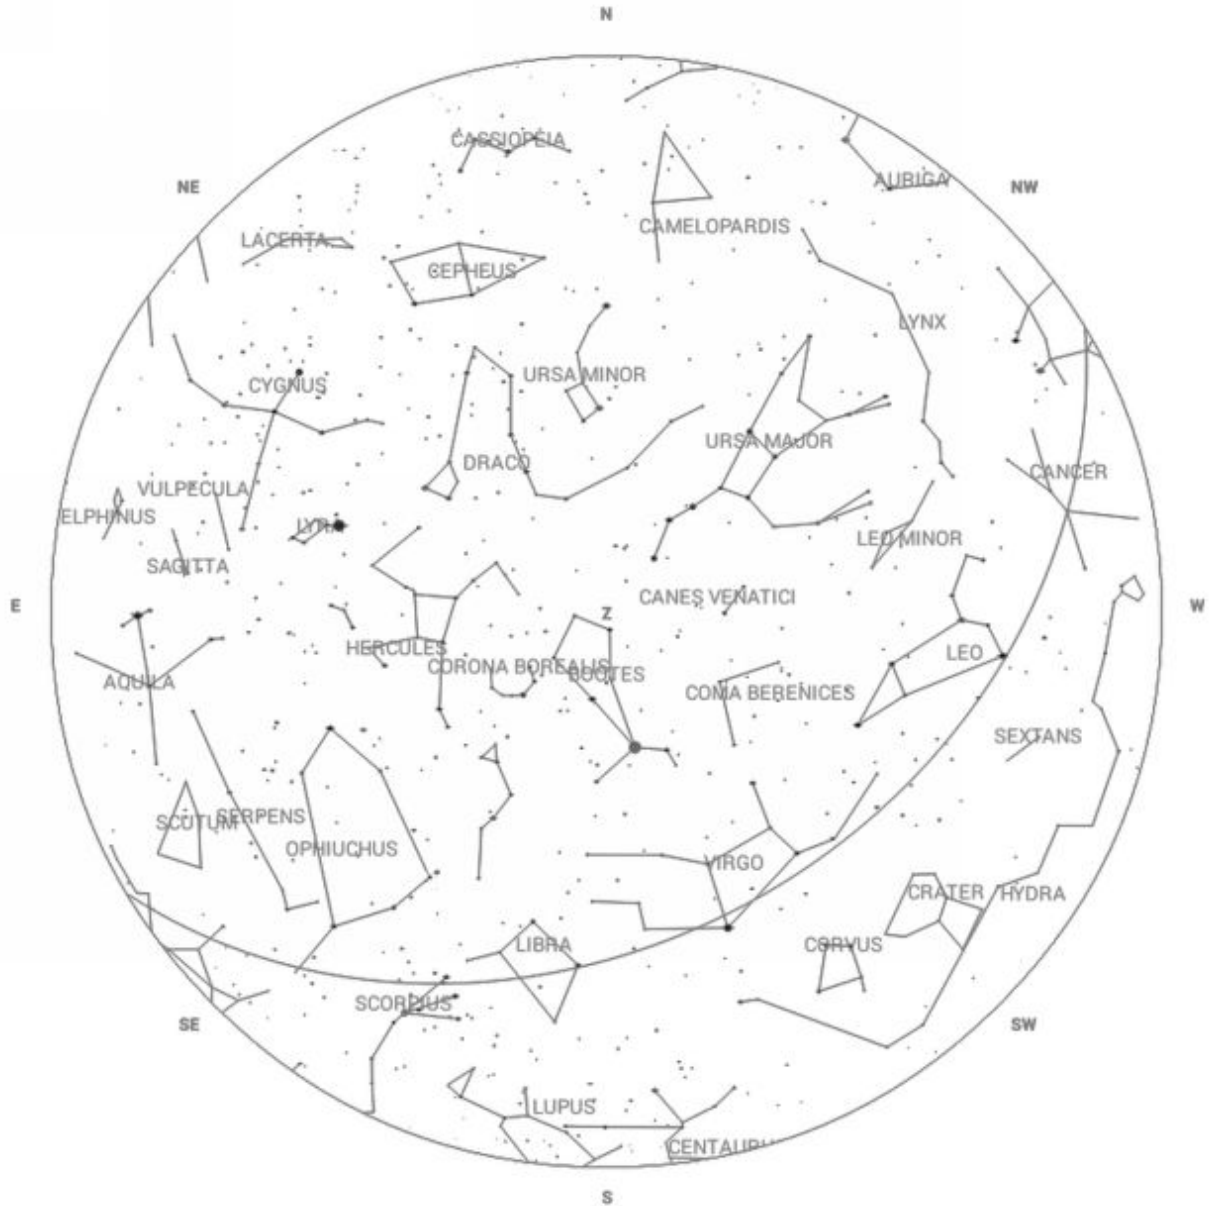 N
CASSIOPEIA
AURIGA
NE
NW
CAMELOPARDIS
LACERTA
CEPHEUS
LYNX
URSA MINOR
CYGNUS
URSA MAJOR
DRACO
CANCER
VULPECULA
ELPHINUS
LYRA
LEO MINOR
SAGITTA
CANES VENATICI
E
Z
W
HERCULES
LEO
CORONA BOREALIS
BOOTES
AQUILA
COMA BERENICES
SEXTANS
SERPENS
SCUTUM
OPHIUCHUS
VIRGO
CRATER
HYDRA
LIBRA
CORVUS
SCORPIUS
SE
SW
LUPUS
CENTAURU
S